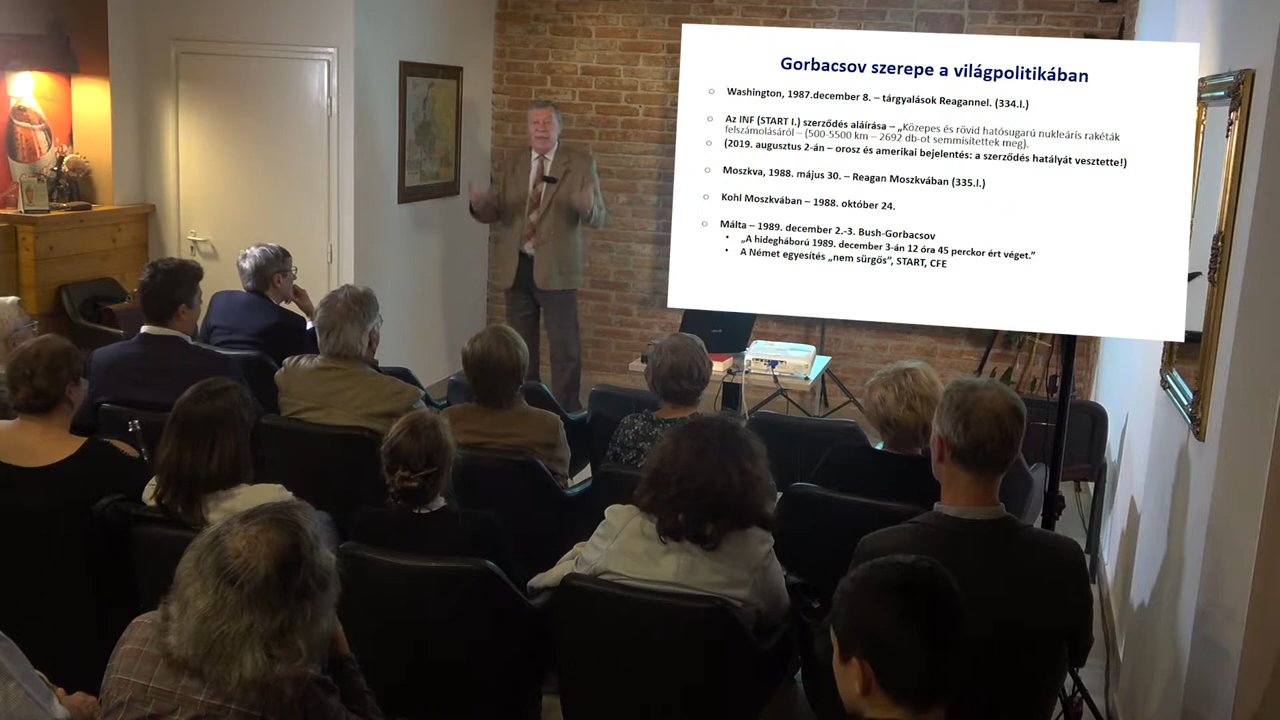 Gorbacsov szerepe a világpolitikában
Washington, 1987.december 8. – tárgyalások Reagannel. (334.l.)
Az INF (START I.) szerződés aláírása – „Közepes és rövid hatósugarú nukleáris rakéták
felszámolásáról – (500-5500 km – 2692 db-ot semmisítettek meg).
(2019. augusztus 2-án – orosz és amerikai bejelentés: a szerződés hatályát vesztette!)
Moszkva, 1988. május 30. – Reagan Moszkvában (335.l.)
Kohl Moszkvában – 1988. október 24.
Málta – 1989. december 2.-3. Bush-Gorbacsov
„A hidegháború 1989. december 3-án 12 óra 45 perckor ért véget.”
A Német egyesítés „nem sürgős”, START, CFE